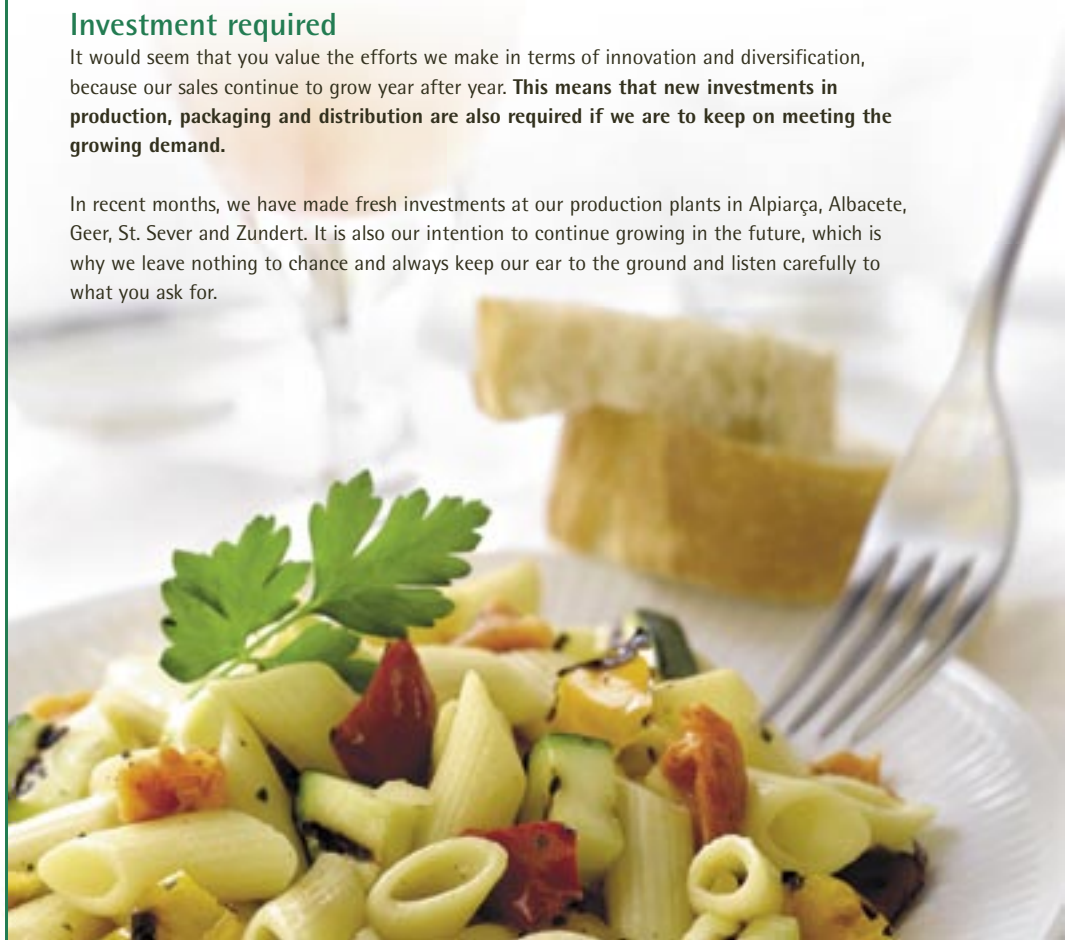 Investment required
It would seem that you value the efforts we make in terms of innovation and diversification,
because our sales continue to grow year after year. This means that new investments in
production, packaging and distribution are also required if we are to keep on meeting the
growing demand.
In recent months, we have made fresh investments at our production plants in Alpiarça, Albacete,
Geer, St. Sever and Zundert. It is also our intention to continue growing in the future, which is
why we leave nothing to chance and always keep our ear to the ground and listen carefully to
what you ask for.